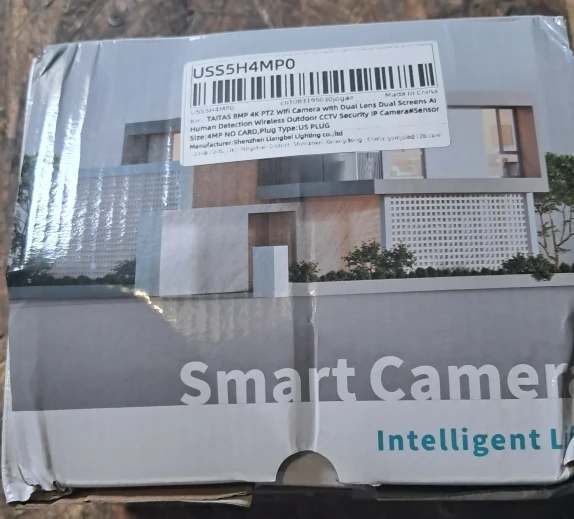 USS5H4MP0
USS5H4MP0
Made In China
TAITAS 8MP 4K PTZ Wifi Camera with Dual Lens Dual Screens AI
Human Detection Wireless Outdoor CCTV Security IP Camera#Sensor
Size:4MP NO CARD,Plug Type:US PLUG
Manufacturer:Shenzhen Liangbei Lighting co.,ltd
Smart Camer
Intelligent Li